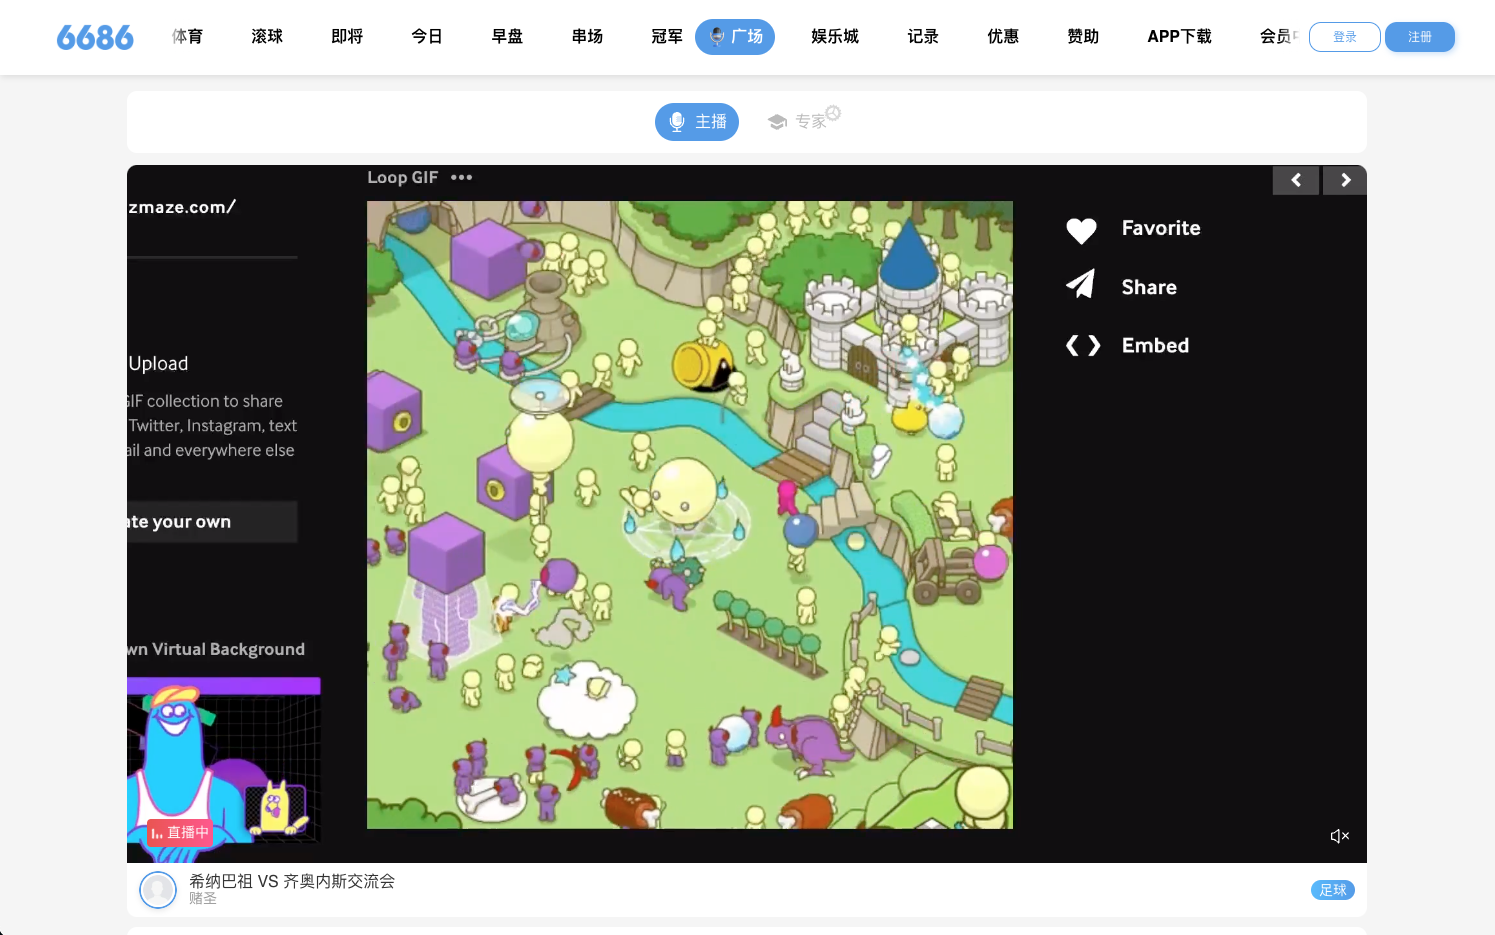 6686
体育
滚球
即将
今日
早盘
串场
冠军
广场
娱乐城
记录
优惠
赞助
APP下载
会员
登录
注册
主播
专家
Loop GIF
zmaze.com/
Favorite
Share
Embed
Upload
GIF collection to share
Twitter, Instagram, text
ail and everywhere else
ate your own
wn Virtual Background
直播中
希纳巴祖 VS 齐奥内斯交流会
赌圣
足球